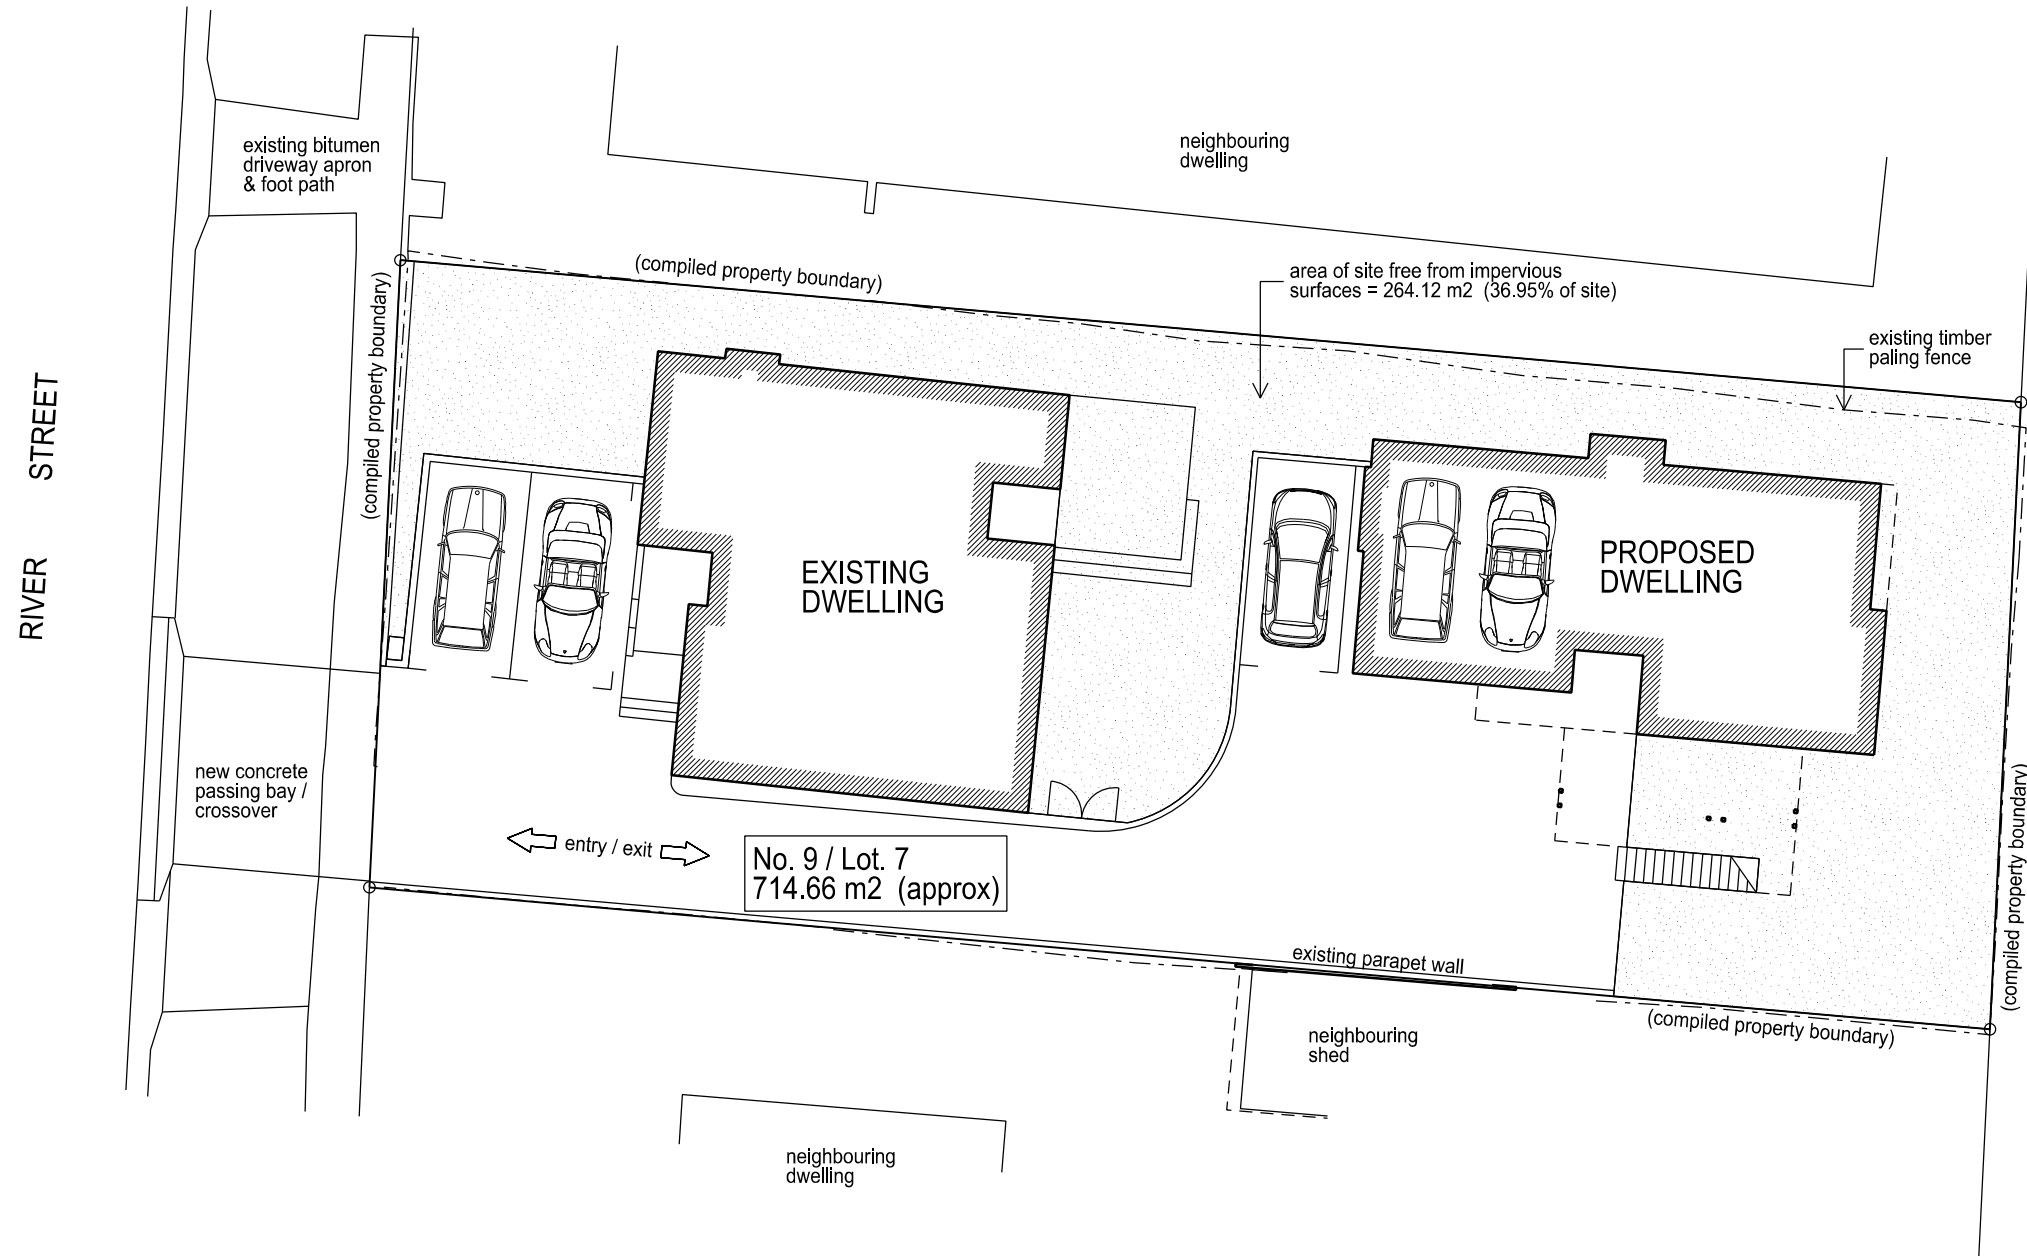 existing bitumen
driveway apron
& foot path
neighbouring
dwelling
(compiled property boundary)
area of site free from impervious
surfaces = 264.12 m2 (36.95% of site)
existing timber
paling fence
(compiled property boundary)
RIVER STREET
EXISTING
DWELLING
PROPOSED
DWELLING
new concrete
passing bay /
crossover
entry / exit
No. 9 / Lot. 7
714.66 m2 (approx)
existing parapet wall
(compiled property boundary)
(compiled property boundary)
neighbouring
shed
neighbouring
dwelling